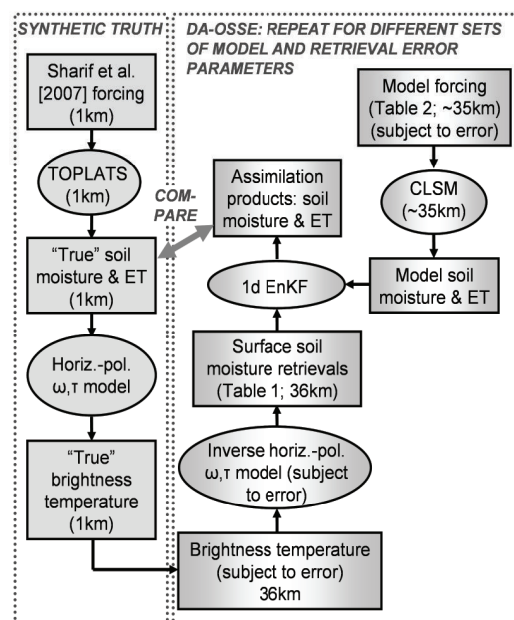 SYNTHETIC TRUTH
Sharif et al.
[2007] forcing
(1km)
TOPLATS
(1km)
“True” soil
moisture & ET
(1km)
Horiz.-pol.
ω,τ model
“True”
brightness
temperature
(1km)
COM-
PARE
DA-OSSE: REPEAT FOR DIFFERENT SETS
OF MODEL AND RETRIEVAL ERROR
PARAMETERS
Model forcing
(Table 2; ~35km)
(subject to error)
CLSM
(~35km)
Model soil
moisture & ET
Assimilation
products: soil
moisture & ET
1d EnKF
Surface soil
moisture retrievals
(Table 1; 36km)
Inverse horiz.-pol.
ω,τ model (subject
to error)
Brightness temperature
(subject to error)
36km